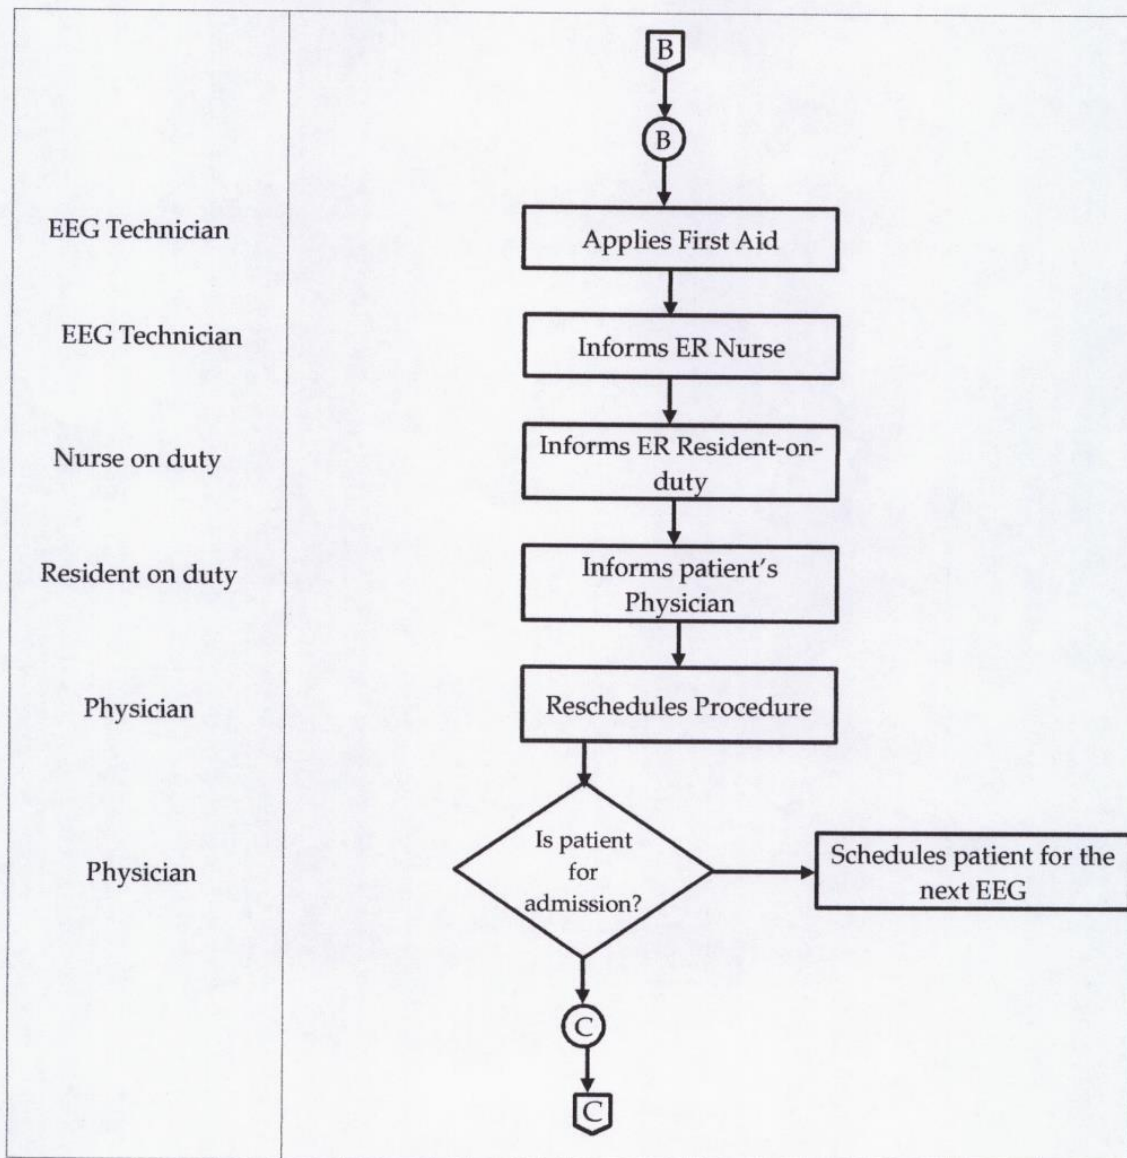 B
B
EEG Technician
Applies First Aid
EEG Technician
Informs ER Nurse
Nurse on duty
Informs ER Resident-on-
duty
Resident on duty
Informs patient's
Physician
Physician
Reschedules Procedure
Physician
Is patient
for
admission?
Schedules patient for the
next EEG
C
C